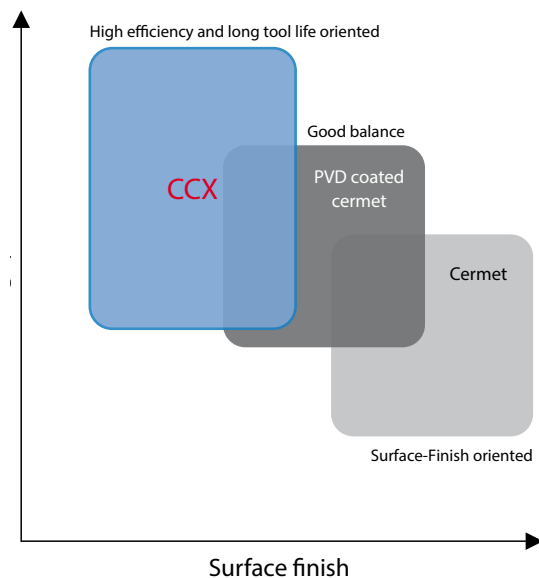 High efficiency and long tool life oriented
Good balance
CCX
PVD coated
cermet
Cermet
Surface-Finish oriented
Surface finish